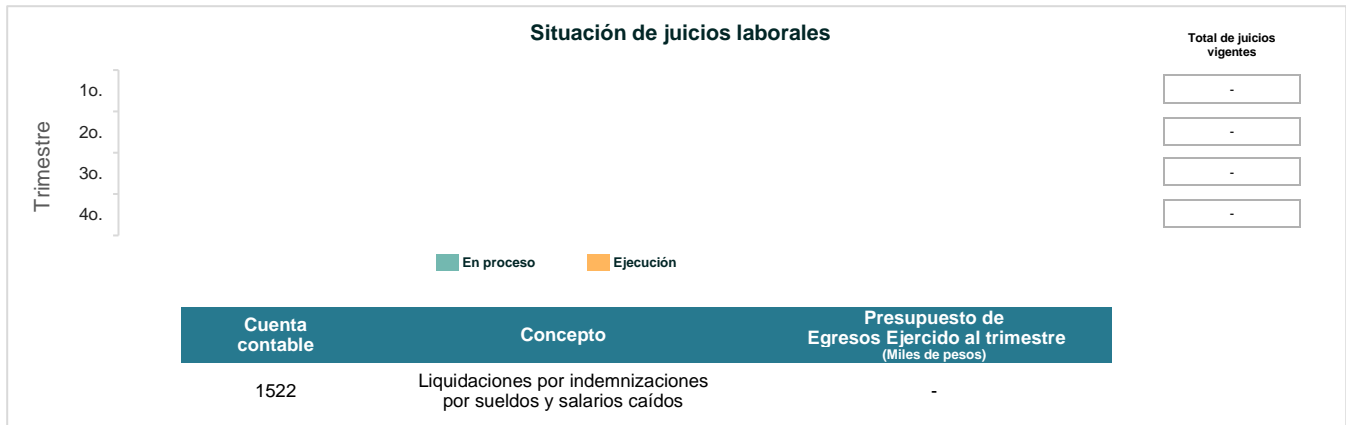 Situación de juicios laborales
Total de juicios
vigentes
Trimestre
1o.
-
2o.
-
3o.
-
4o.
-
En proceso
Ejecución
Cuenta
contable
Concepto
Presupuesto de
Egresos Ejercido al trimestre
(Miles de pesos)
1522
Liquidaciones por indemnizaciones
por sueldos y salarios caídos
-